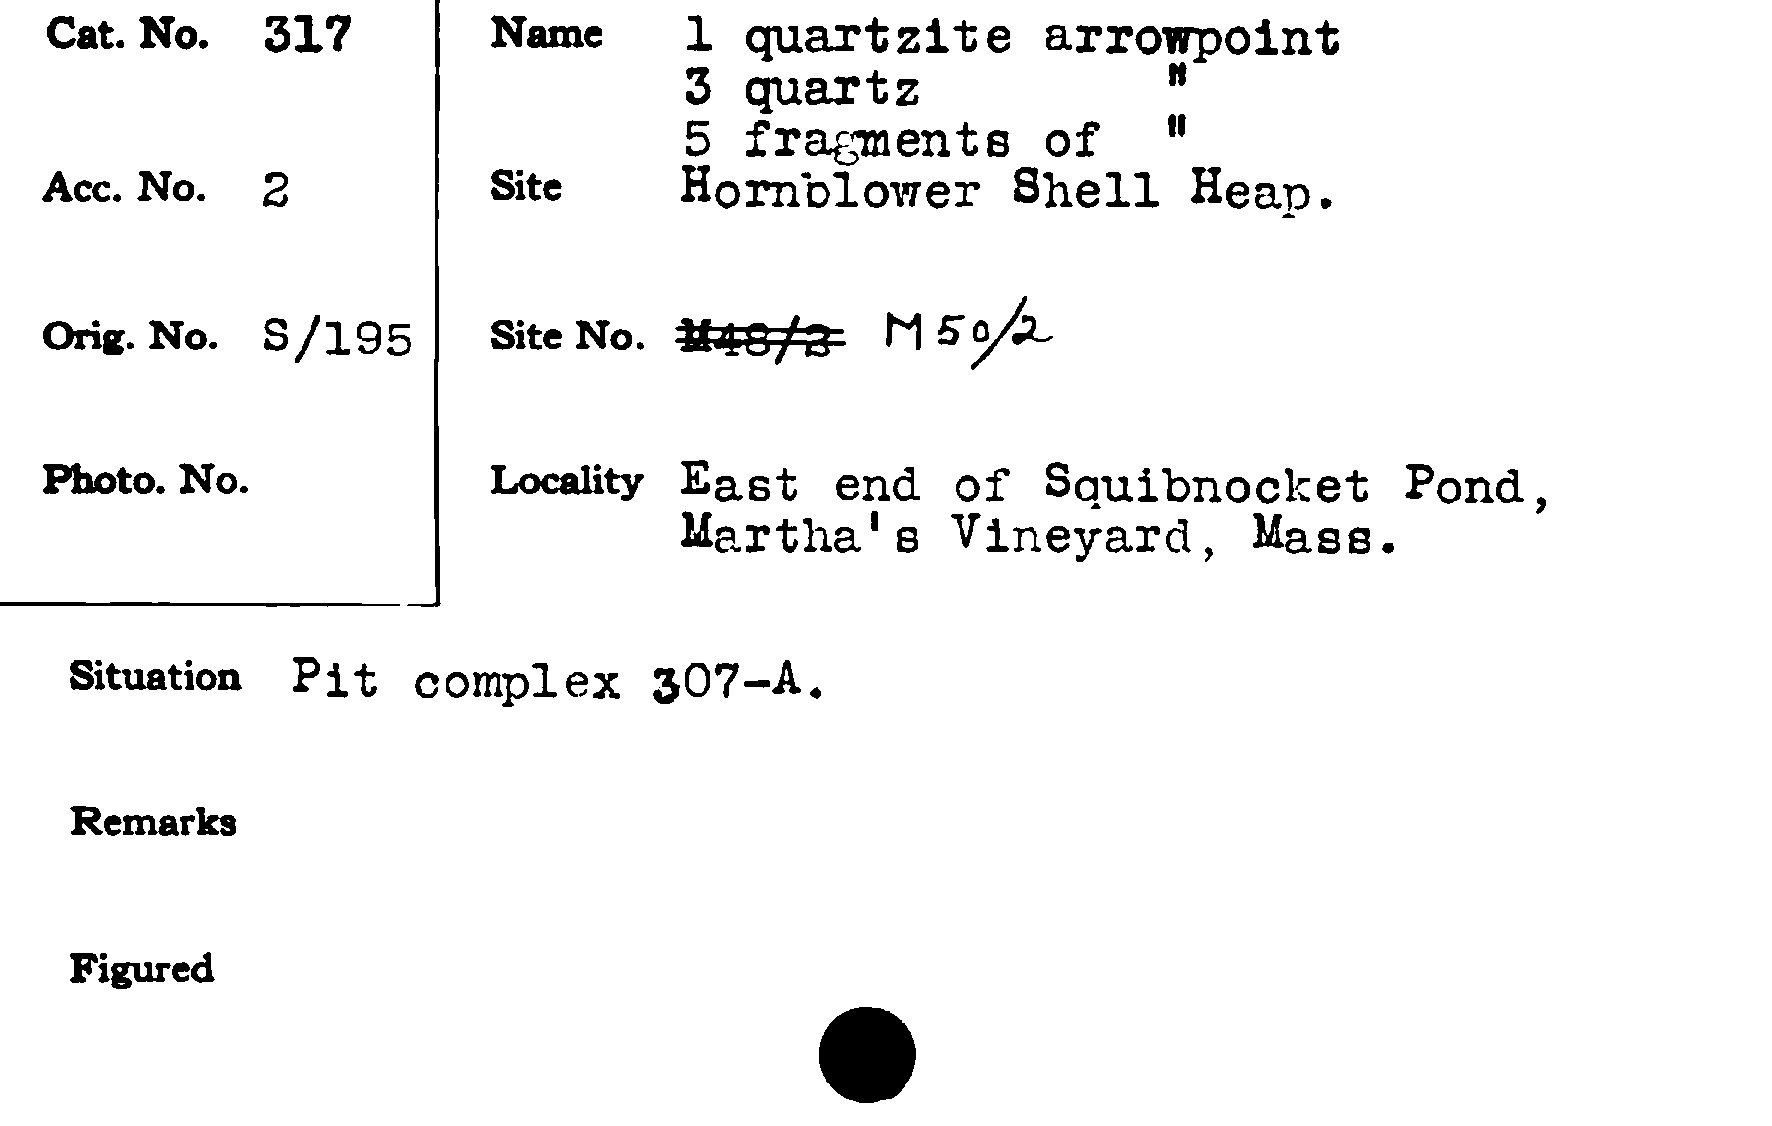 Cat. No. 317
Name 1 quartzite arrowpoint
3 quartz "
5 fragments of "
Acc. No. 2
Site Hornblower Shell Heap.
Orig. No. S/195
Site No. M48/2 M50/2
Photo. No.
Locality East end of Squibnocket Pond,
Martha's Vineyard, Mass.
Situation Pit complex 307-A.
Remarks
Figured